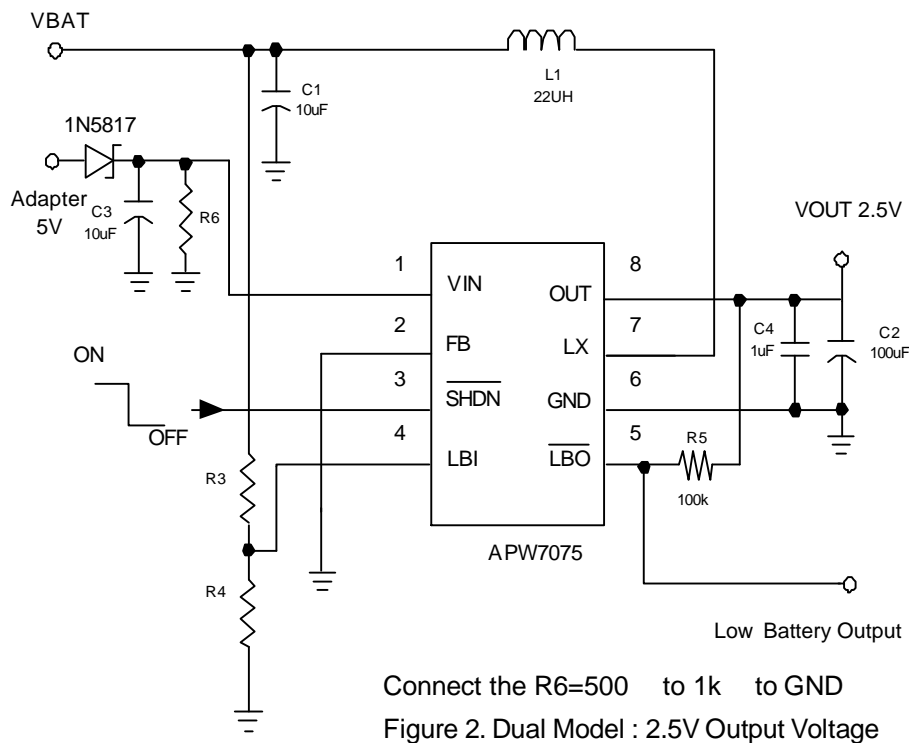 VBAT
L1
22UH
C1
10uF
1N5817
Adapter
5V
C3
10uF
R6
VOUT 2.5V
1
VIN
8
OUT
2
FB
7
LX
C4
1uF
C2
100uF
ON
OFF
3
SHDN
6
GND
4
LBI
5
LBO
R5
100k
R3
R4
APW7075
Low Battery Output
Connect the R6=500 to 1k to GND
Figure 2. Dual Model : 2.5V Output Voltage